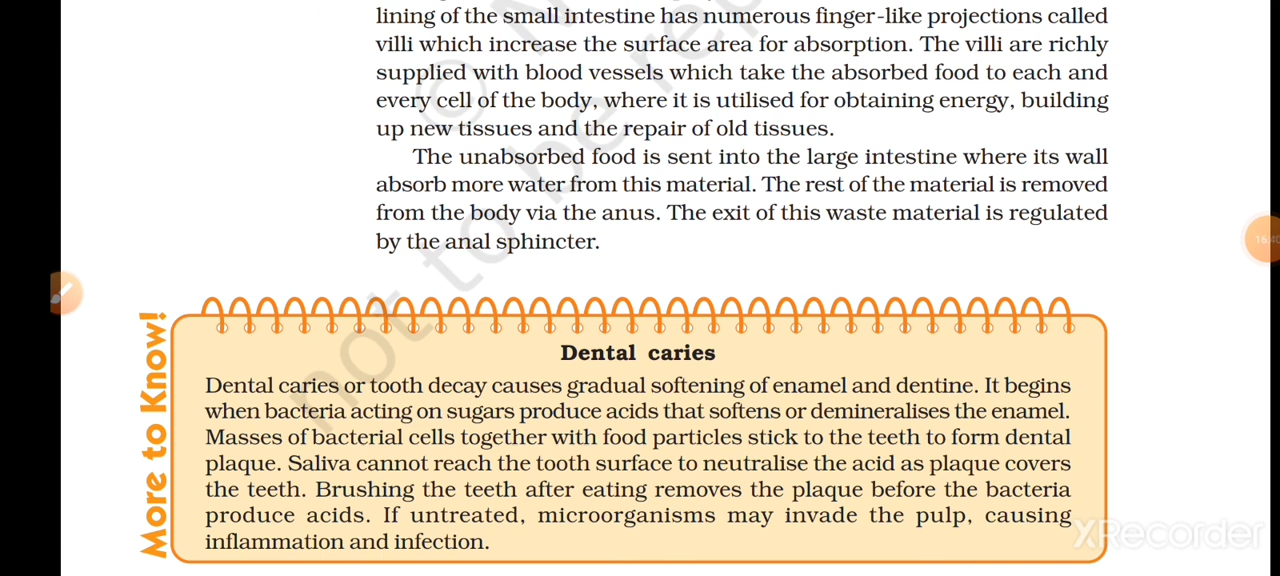 lining of the small intestine has numerous finger-like projections called
villi which increase the surface area for absorption. The villi are richly
supplied with blood vessels which take the absorbed food to each and
every cell of the body, where it is utilised for obtaining energy, building
up new tissues and the repair of old tissues.
The unabsorbed food is sent into the large intestine where its wall
absorb more water from this material. The rest of the material is removed
from the body via the anus. The exit of this waste material is regulated
by the anal sphincter.
16:40
More to Know!
Dental caries
Dental caries or tooth decay causes gradual softening of enamel and dentine. It begins
when bacteria acting on sugars produce acids that softens or demineralises the enamel.
Masses of bacterial cells together with food particles stick to the teeth to form dental
plaque. Saliva cannot reach the tooth surface to neutralise the acid as plaque covers
the teeth. Brushing the teeth after eating removes the plaque before the bacteria
produce acids. If untreated, microorganisms may invade the pulp, causing
inflammation and infection.
not to be
XRecorder